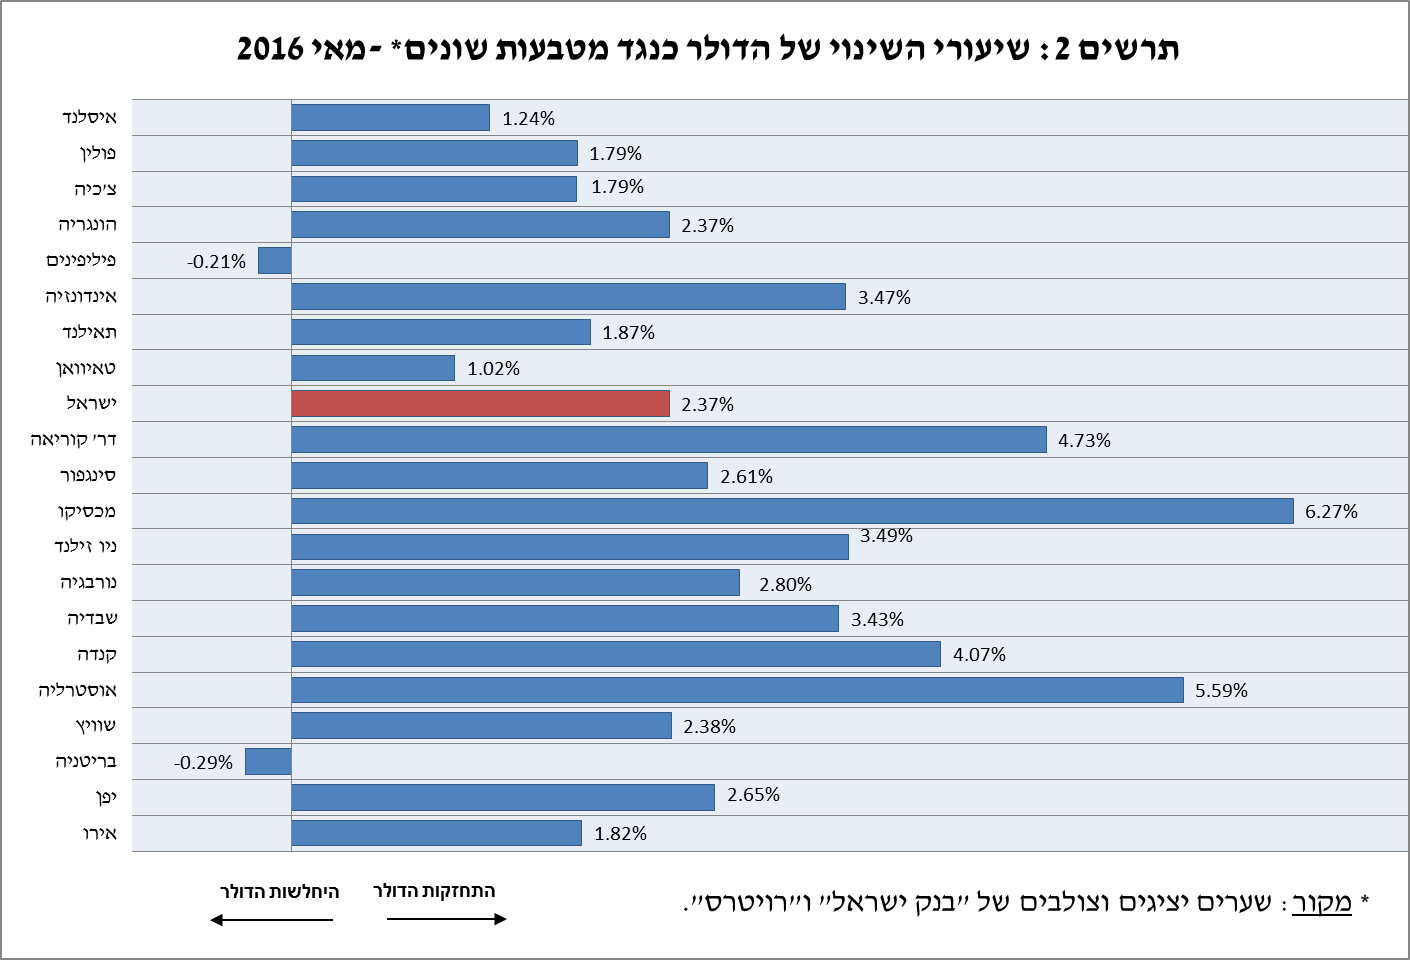 תרשים 2: שיעורי השינוי של הדולר כנגד מטבעות שונים* -מאי 2016
איסלנד 1.24%
פולין 1.79%
צ'כיה 1.79%
הונגריה 2.37%
פיליפינים -0.21%
אינדונזיה 3.47%
תאילנד 1.87%
טאיוואן 1.02%
ישראל 2.37%
דר' קוריאה 4.73%
סינגפור 2.61%
מכסיקו 6.27%
ניו זילנד 3.49%
נורבגיה 2.80%
שבדיה 3.43%
קנדה 4.07%
אוסטרליה 5.59%
שוויץ 2.38%
בריטניה -0.29%
יפן 2.65%
אירו 1.82%
התחזקות הדולר
היחלשות הדולר
* מקור: שערים יציגים וצולבים של "בנק ישראל" ו"רויטרס".